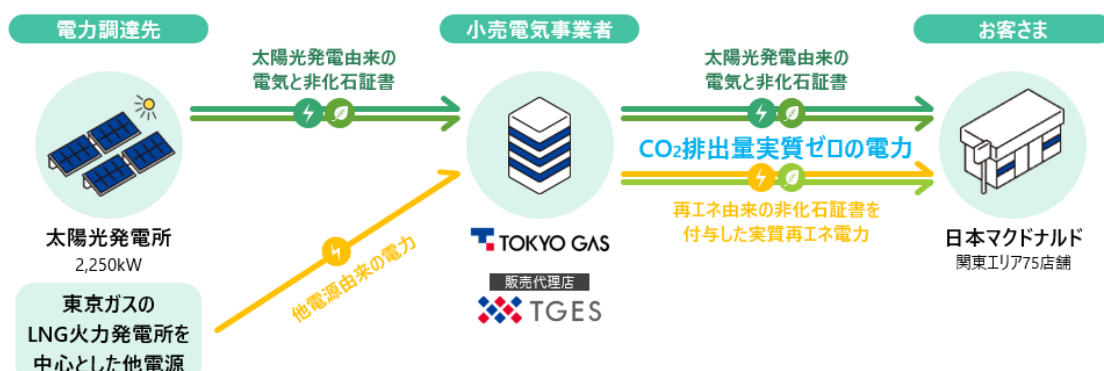 電力調達先
小売電気事業者
お客さま
太陽光発電由来の
電気と非化石証書
太陽光発電由来の
電気と非化石証書
CO₂排出量実質ゼロの電力
再エネ由来の非化石証書を
付与した実質再エネ電力
他電源由来の電力
太陽光発電所
2,250kW
東京ガスの
LNG火力発電所を
中心とした他電源
TOKYO GAS
販売代理店
TGES
日本マクドナルド
関東エリア75店舗